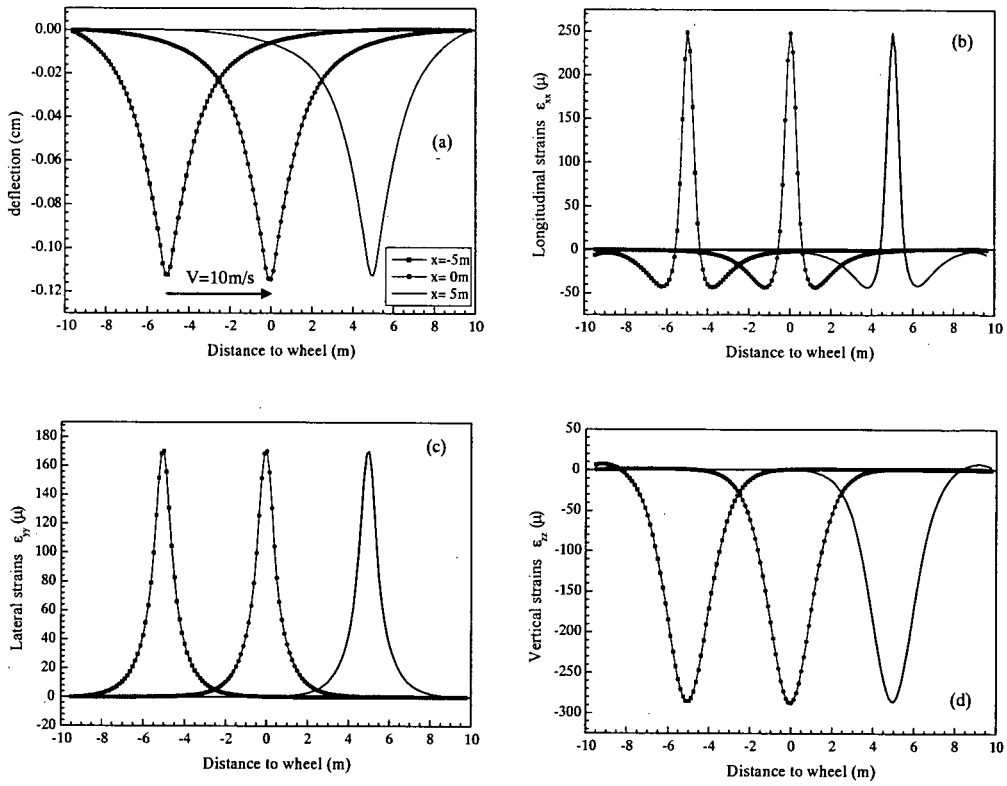 0.00
-0.02
-0.04
-0.06
-0.08
-0.10
-0.12
deflection (cm)
(a)
V=10m/s
x=-5m
x= 0m
x= 5m
-10 -8 -6 -4 -2 0 2 4 6 8 10
Distance to wheel (m)
250
200
150
100
50
0
-50
Longitudinal strains εxx (μ)
(b)
-10 -8 -6 -4 -2 0 2 4 6 8 10
Distance to wheel (m)
180
160
140
120
100
80
60
40
20
0
-20
Lateral strains εyy (μ)
(c)
-10 -8 -6 -4 -2 0 2 4 6 8 10
Distance to wheel (m)
50
0
-50
-100
-150
-200
-250
-300
Vertical strains εzz (μ)
(d)
-10 -8 -6 -4 -2 0 2 4 6 8 10
Distance to wheel (m)